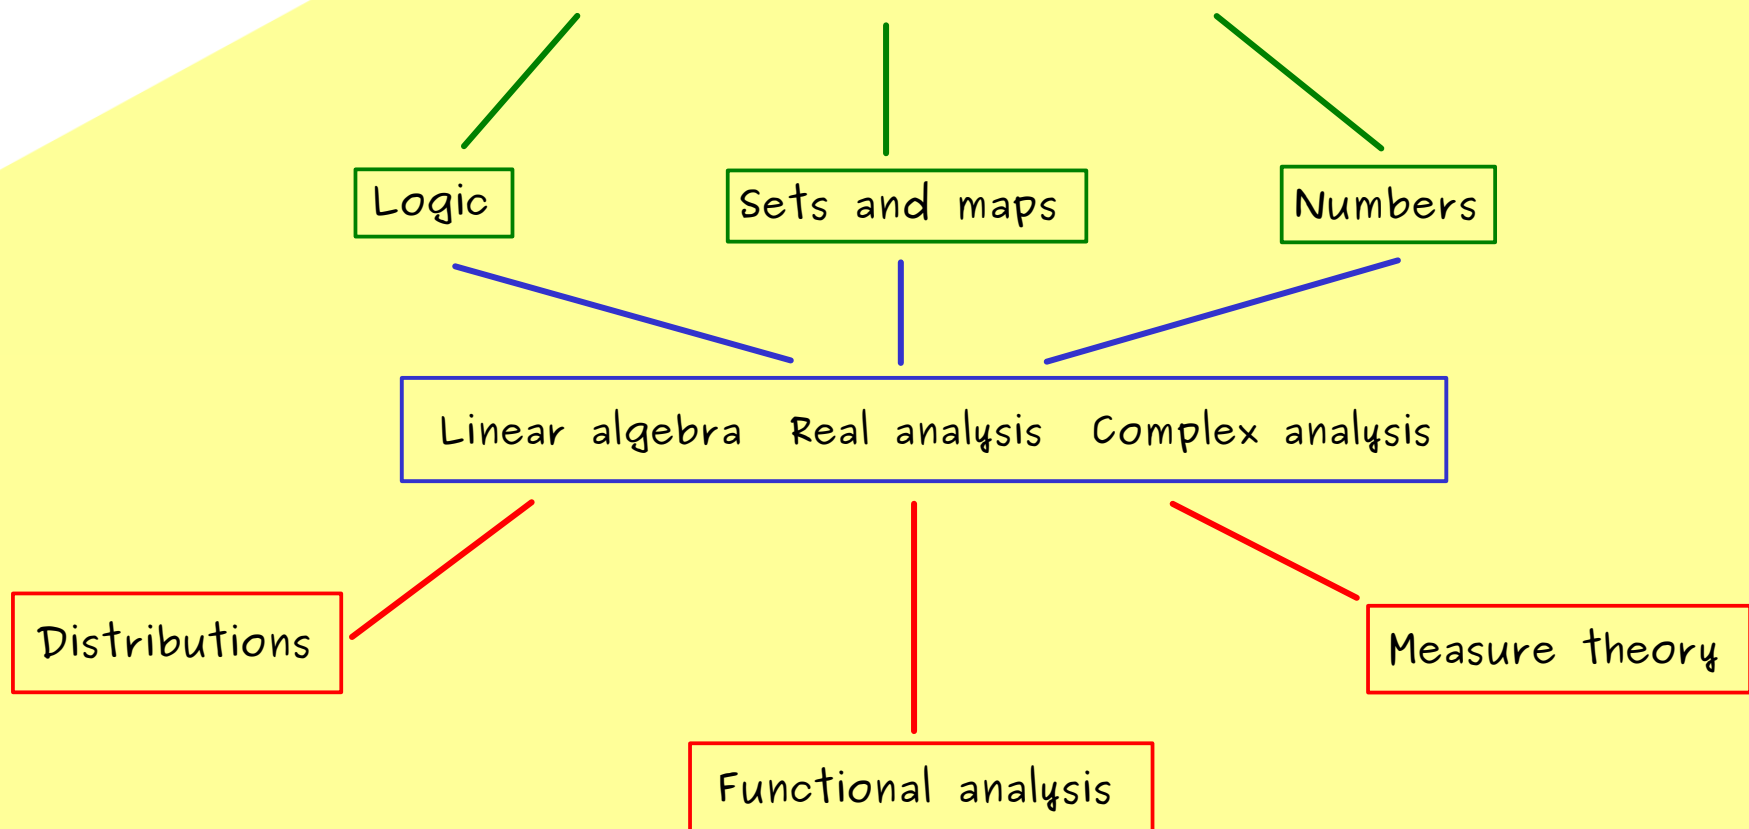 Logic
Sets and maps
Numbers
Linear algebra Real analysis Complex analysis
Distributions
Measure theory
Functional analysis